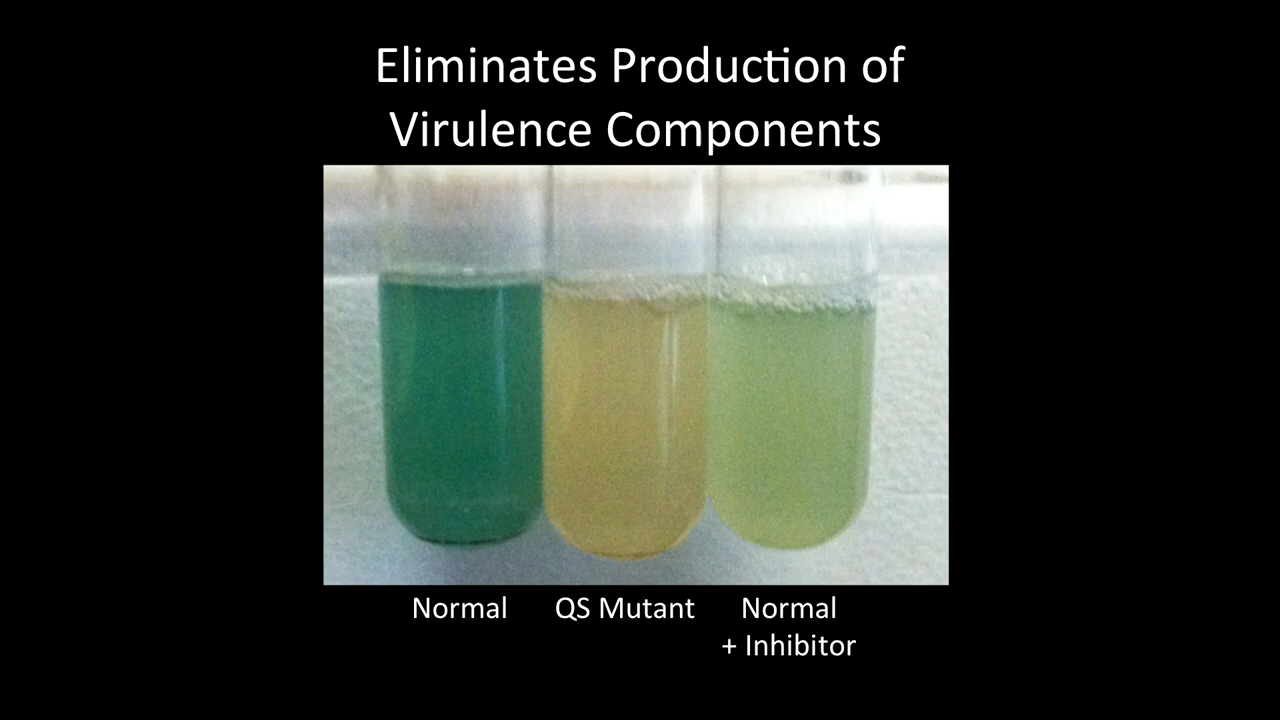 Eliminates Production of
Virulence Components
Normal
QS Mutant
Normal
+ Inhibitor